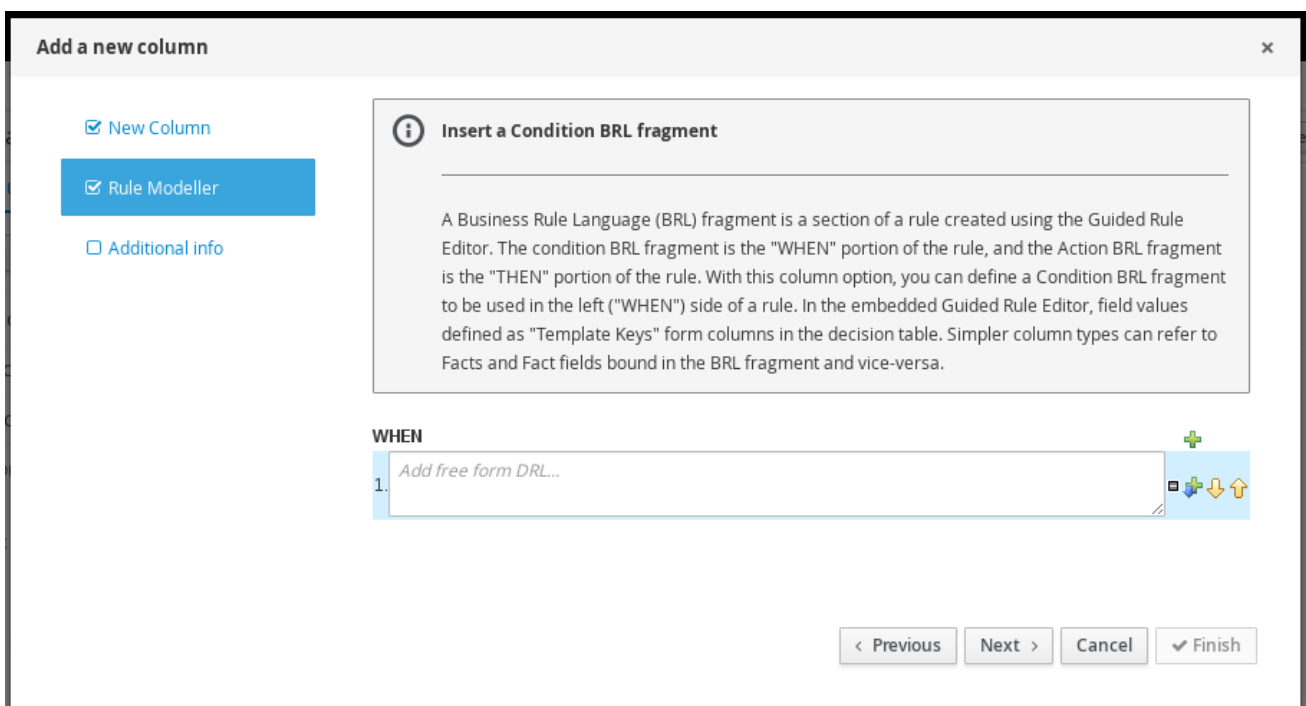 Add a new column
New Column
Rule Modeller
Additional info
Insert a Condition BRL fragment
A Business Rule Language (BRL) fragment is a section of a rule created using the Guided Rule
Editor. The condition BRL fragment is the "WHEN" portion of the rule, and the Action BRL fragment
is the "THEN" portion of the rule. With this column option, you can define a Condition BRL fragment
to be used in the left ("WHEN") side of a rule. In the embedded Guided Rule Editor, field values
defined as "Template Keys" form columns in the decision table. Simpler column types can refer to
Facts and Fact fields bound in the BRL fragment and vice-versa.
WHEN
1. Add free form DRL...
Previous Next Cancel Finish